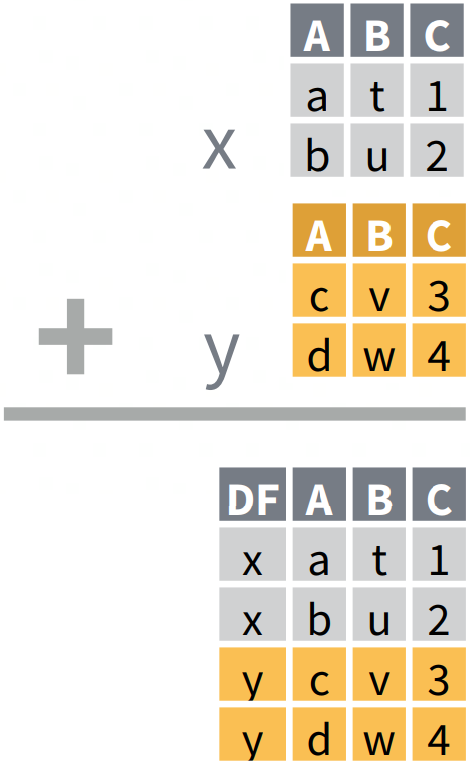 A B C
a t 1
x
b u 2
A B C
c v 3
+ y
d w 4
DF A B C
x a t 1
x b u 2
y c v 3
y d w 4